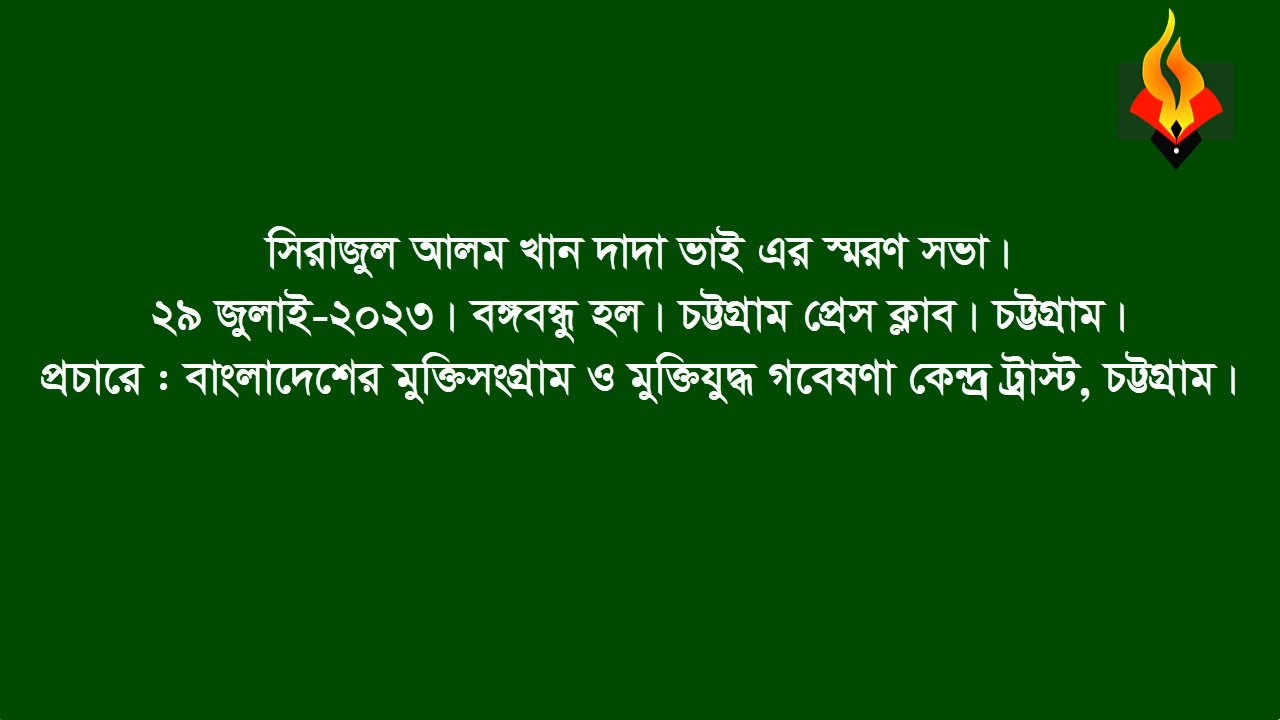 সিরাজুল আলম খান দাদা ভাই এর স্মরণ সভা।
২৯ জুলাই-২০২৩। বঙ্গবন্ধু হল। চট্টগ্রাম প্রেস ক্লাব। চট্টগ্রাম।
প্রচারে : বাংলাদেশের মুক্তিসংগ্রাম ও মুক্তিযুদ্ধ গবেষণা কেন্দ্র ট্রাস্ট, চট্টগ্রাম।